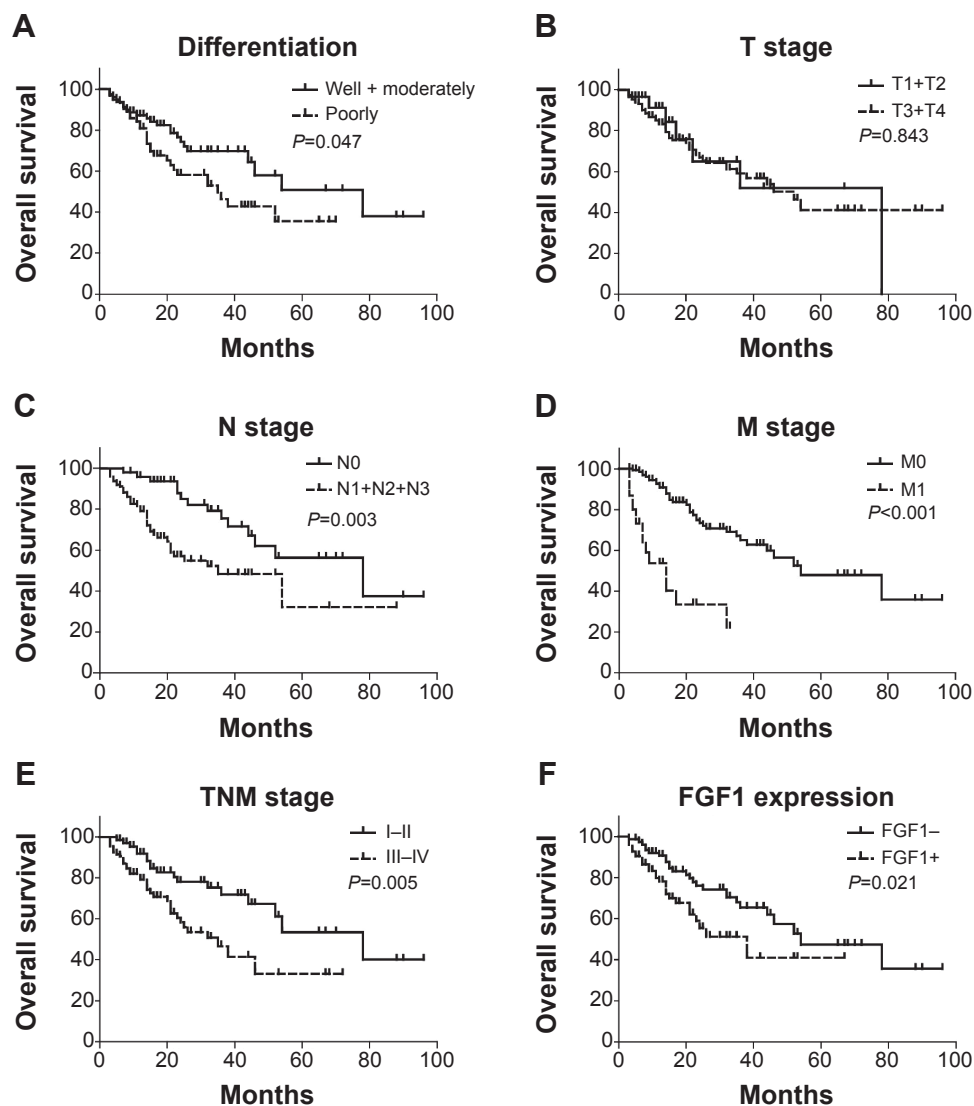 A
Differentiation
Overall survival
100
80
60
40
20
0
Well + moderately
Poorly
P=0.047
0 20 40 60 80 100
Months
B
T stage
Overall survival
100
80
60
40
20
0
T1+T2
T3+T4
P=0.843
0 20 40 60 80 100
Months
C
N stage
Overall survival
100
80
60
40
20
0
N0
N1+N2+N3
P=0.003
0 20 40 60 80 100
Months
D
M stage
Overall survival
100
80
60
40
20
0
M0
M1
P<0.001
0 20 40 60 80 100
Months
E
TNM stage
Overall survival
100
80
60
40
20
0
I–II
III–IV
P=0.005
0 20 40 60 80 100
Months
F
FGF1 expression
Overall survival
100
80
60
40
20
0
FGF1–
FGF1+
P=0.021
0 20 40 60 80 100
Months